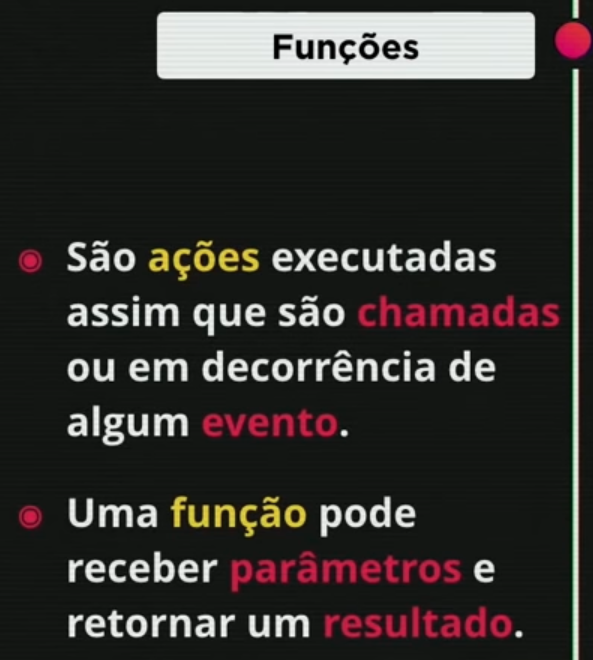 Funções
São ações executadas
assim que são chamadas
ou em decorrência de
algum evento.
Uma função pode
receber parâmetros e
retornar um resultado.